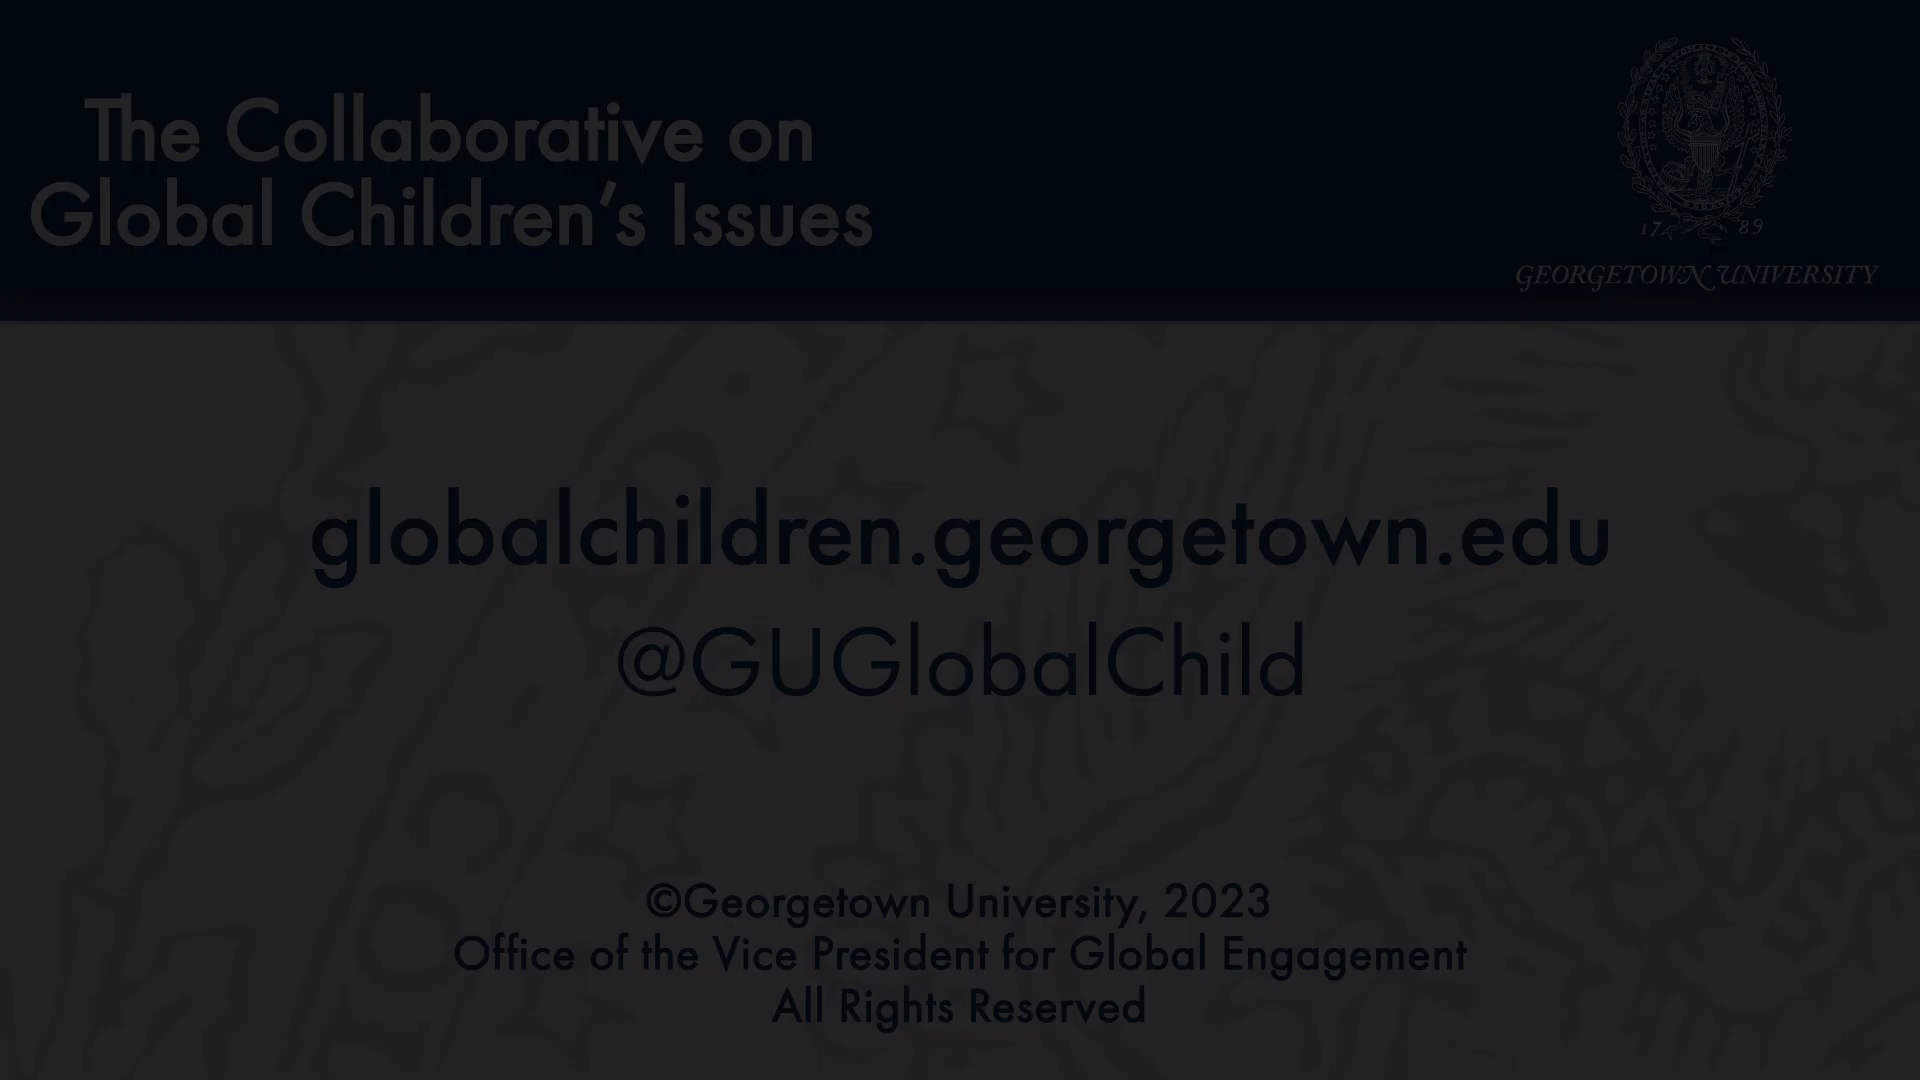 The Collaborative on
Global Children's Issues
17 89
GEORGETOWN UNIVERSITY
globalchildren.georgetown.edu
@GUGlobalChild
©Georgetown University, 2023
Office of the Vice President for Global Engagement
All Rights Reserved